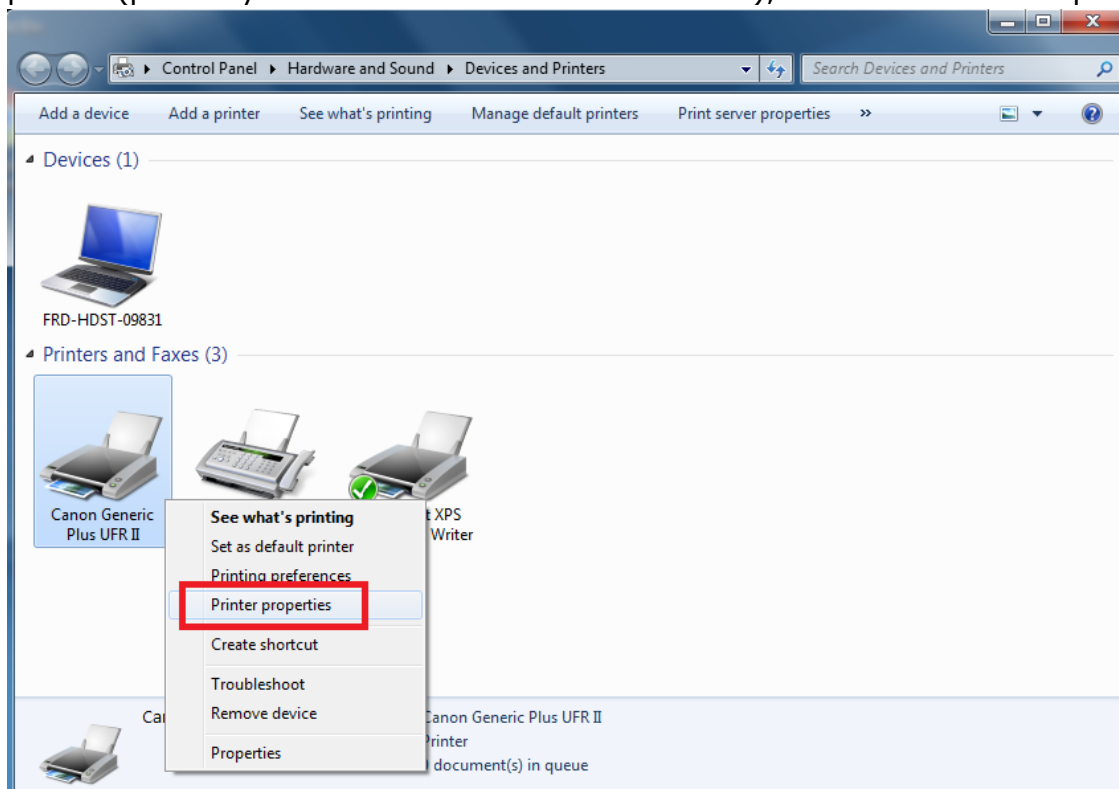 Control Panel ▸ Hardware and Sound ▸ Devices and Printers
Search Devices and Printers
Add a device Add a printer See what's printing Manage default printers Print server properties »
Devices (1)
FRD-HDST-09831
Printers and Faxes (3)
Canon Generic
Plus UFR II
XPS
Writer
See what's printing
Set as default printer
Printing preferences
Printer properties
Create shortcut
Troubleshoot
Remove device
Properties
Canon Generic Plus UFR II
Printer
document(s) in queue